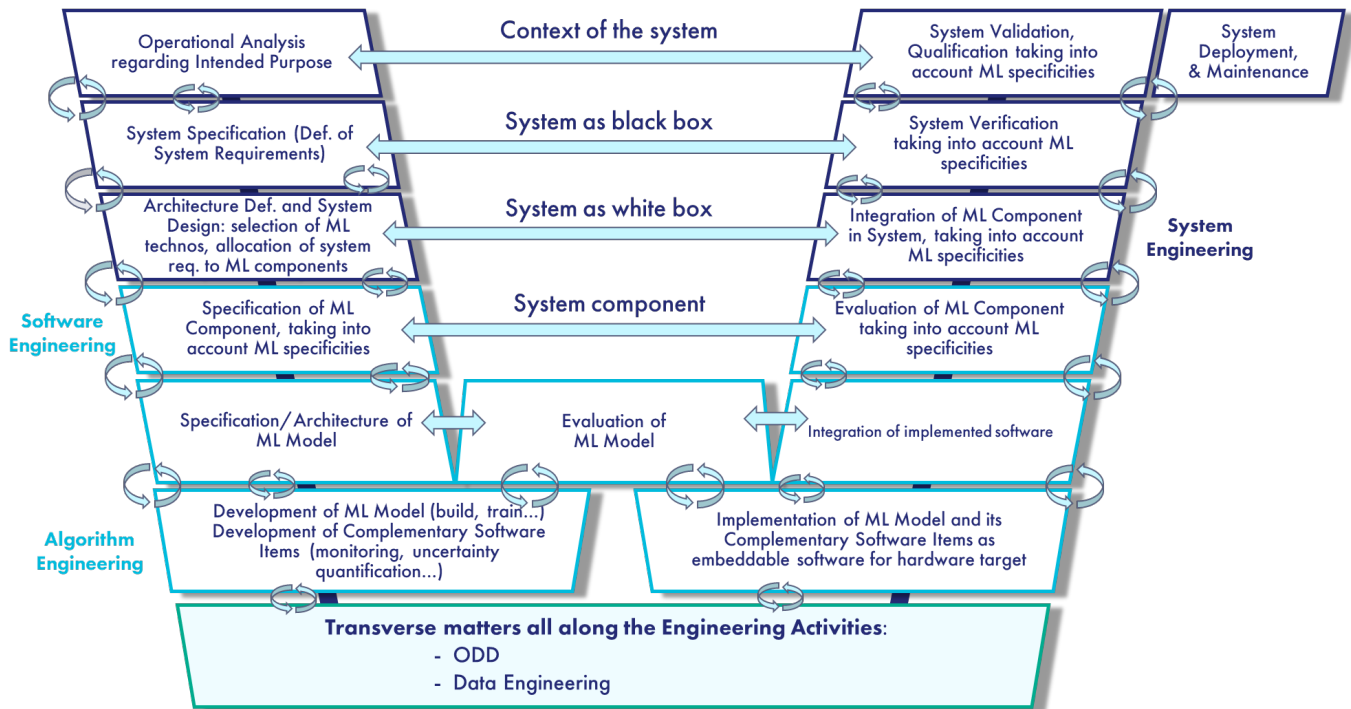 Operational Analysis
regarding Intended Purpose
Context of the system
System Validation,
Qualification taking into
account ML specificities
System
Deployment,
& Maintenance
System Specification (Def. of
System Requirements)
System as black box
System Verification
taking into account ML
specificities
Architecture Def. and System
Design: selection of ML
technos, allocation of system
req. to ML components
System as white box
Integration of ML Component
in System, taking into account
ML specificities
System
Engineering
Software
Engineering
Specification of ML
Component, taking into
account ML specificities
System component
Evaluation of ML Component
taking into account ML
specificities
Specification/Architecture of
ML Model
Evaluation of
ML Model
Integration of implemented software
Algorithm
Engineering
Development of ML Model (build, train...)
Development of Complementary Software
Items (monitoring, uncertainty
quantification...)
Implementation of ML Model and its
Complementary Software Items as
embeddable software for hardware target
Transverse matters all along the Engineering Activities:
- ODD
- Data Engineering